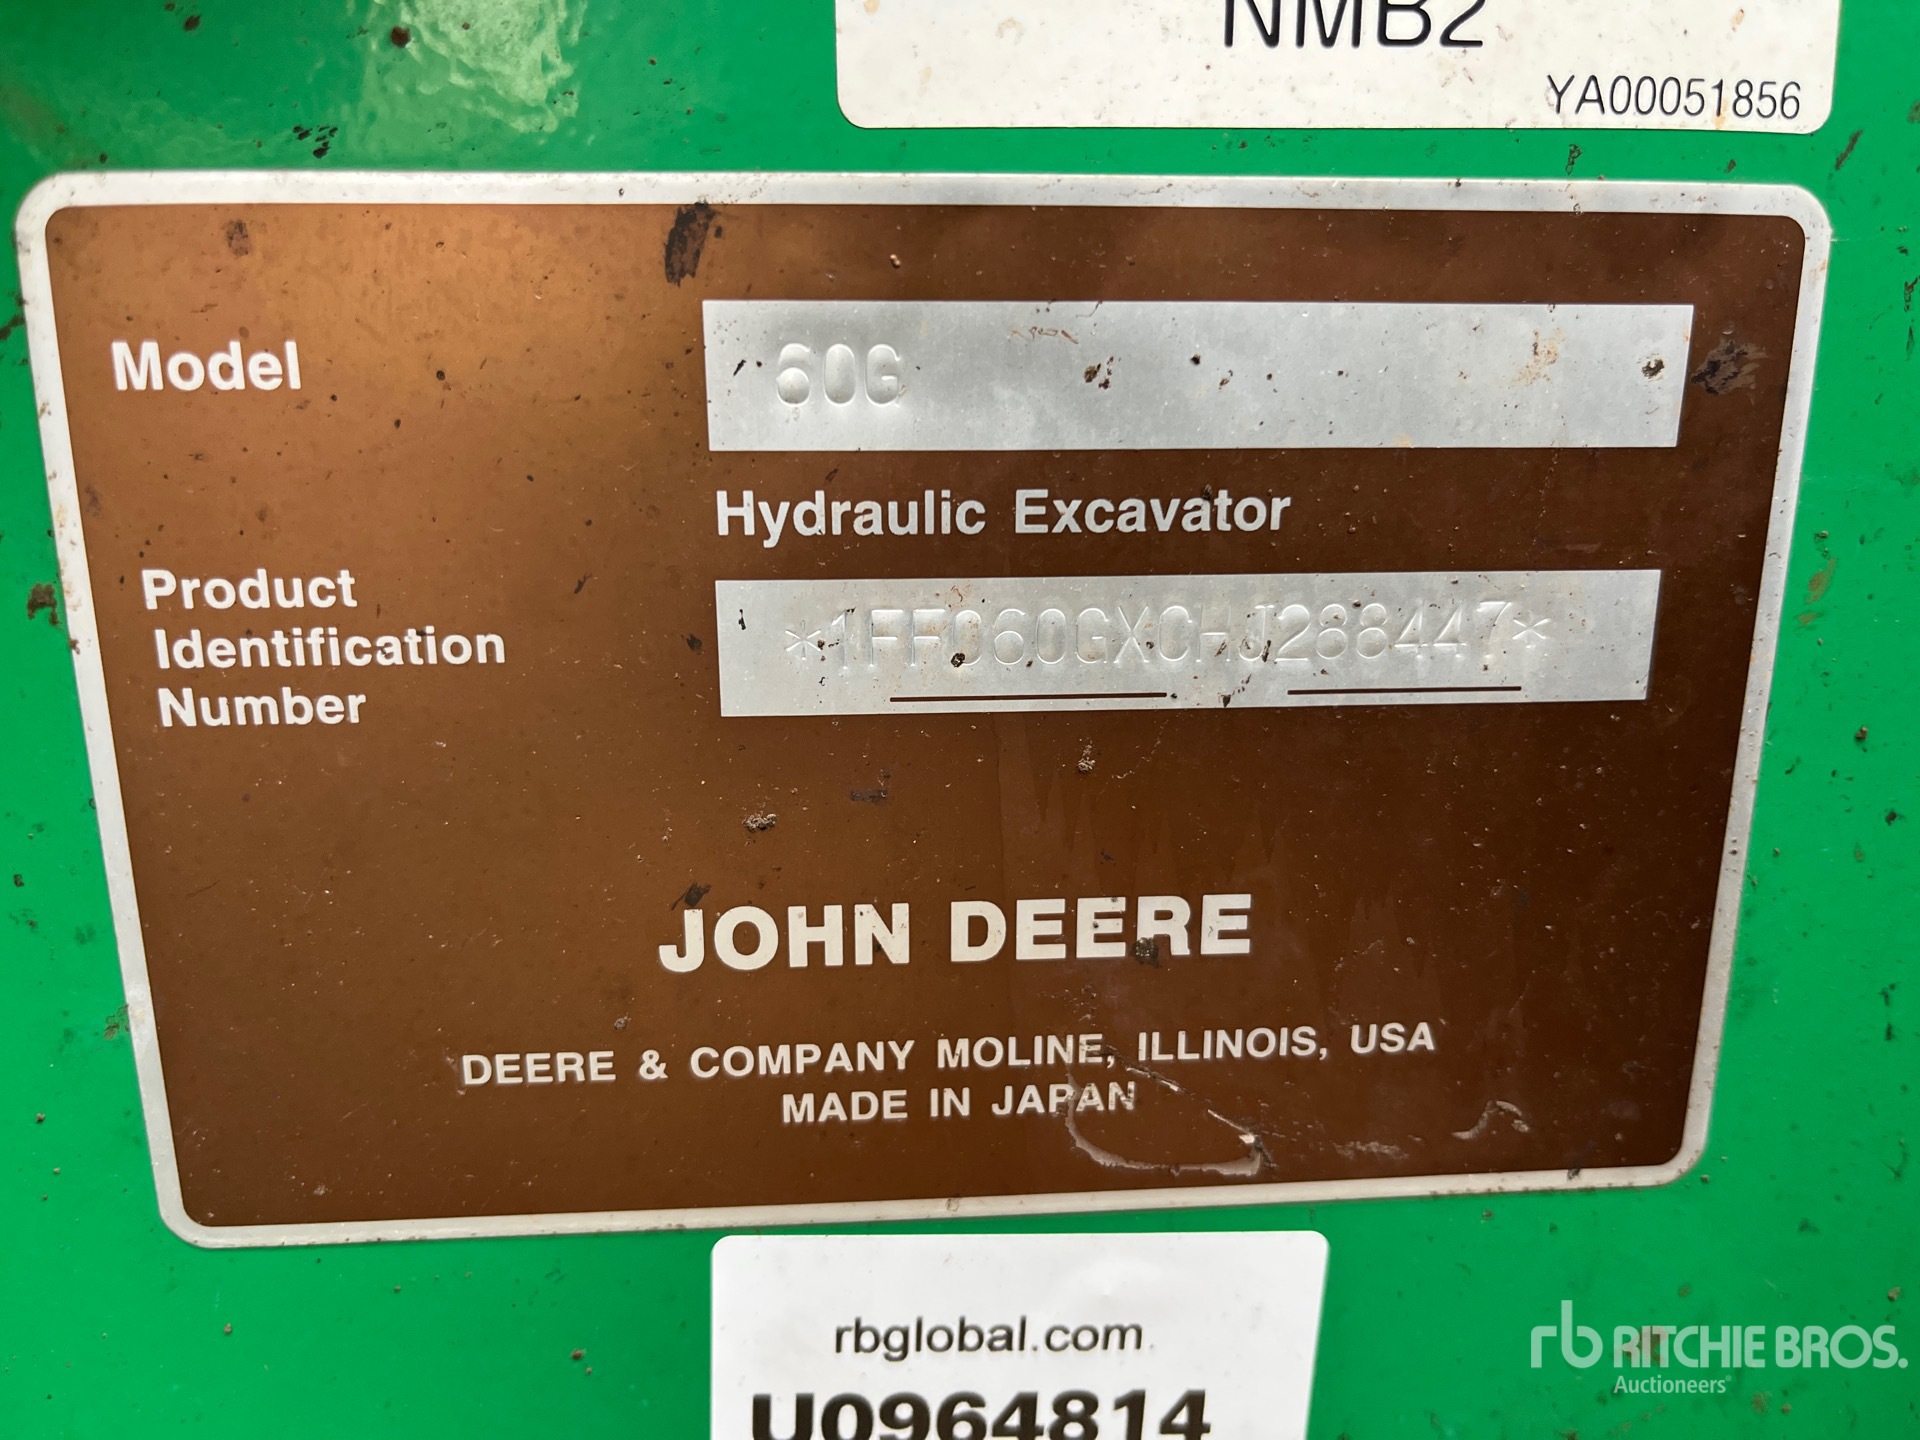 NMB2
YA00051856
Model
60G
Hydraulic Excavator
Product
Identification
Number
*1FF060GXCHJ288447*
JOHN DEERE
DEERE & COMPANY MOLINE, ILLINOIS, USA
MADE IN JAPAN
rbglobal.com
U0964814
rb RITCHIE BROS.
Auctioneers